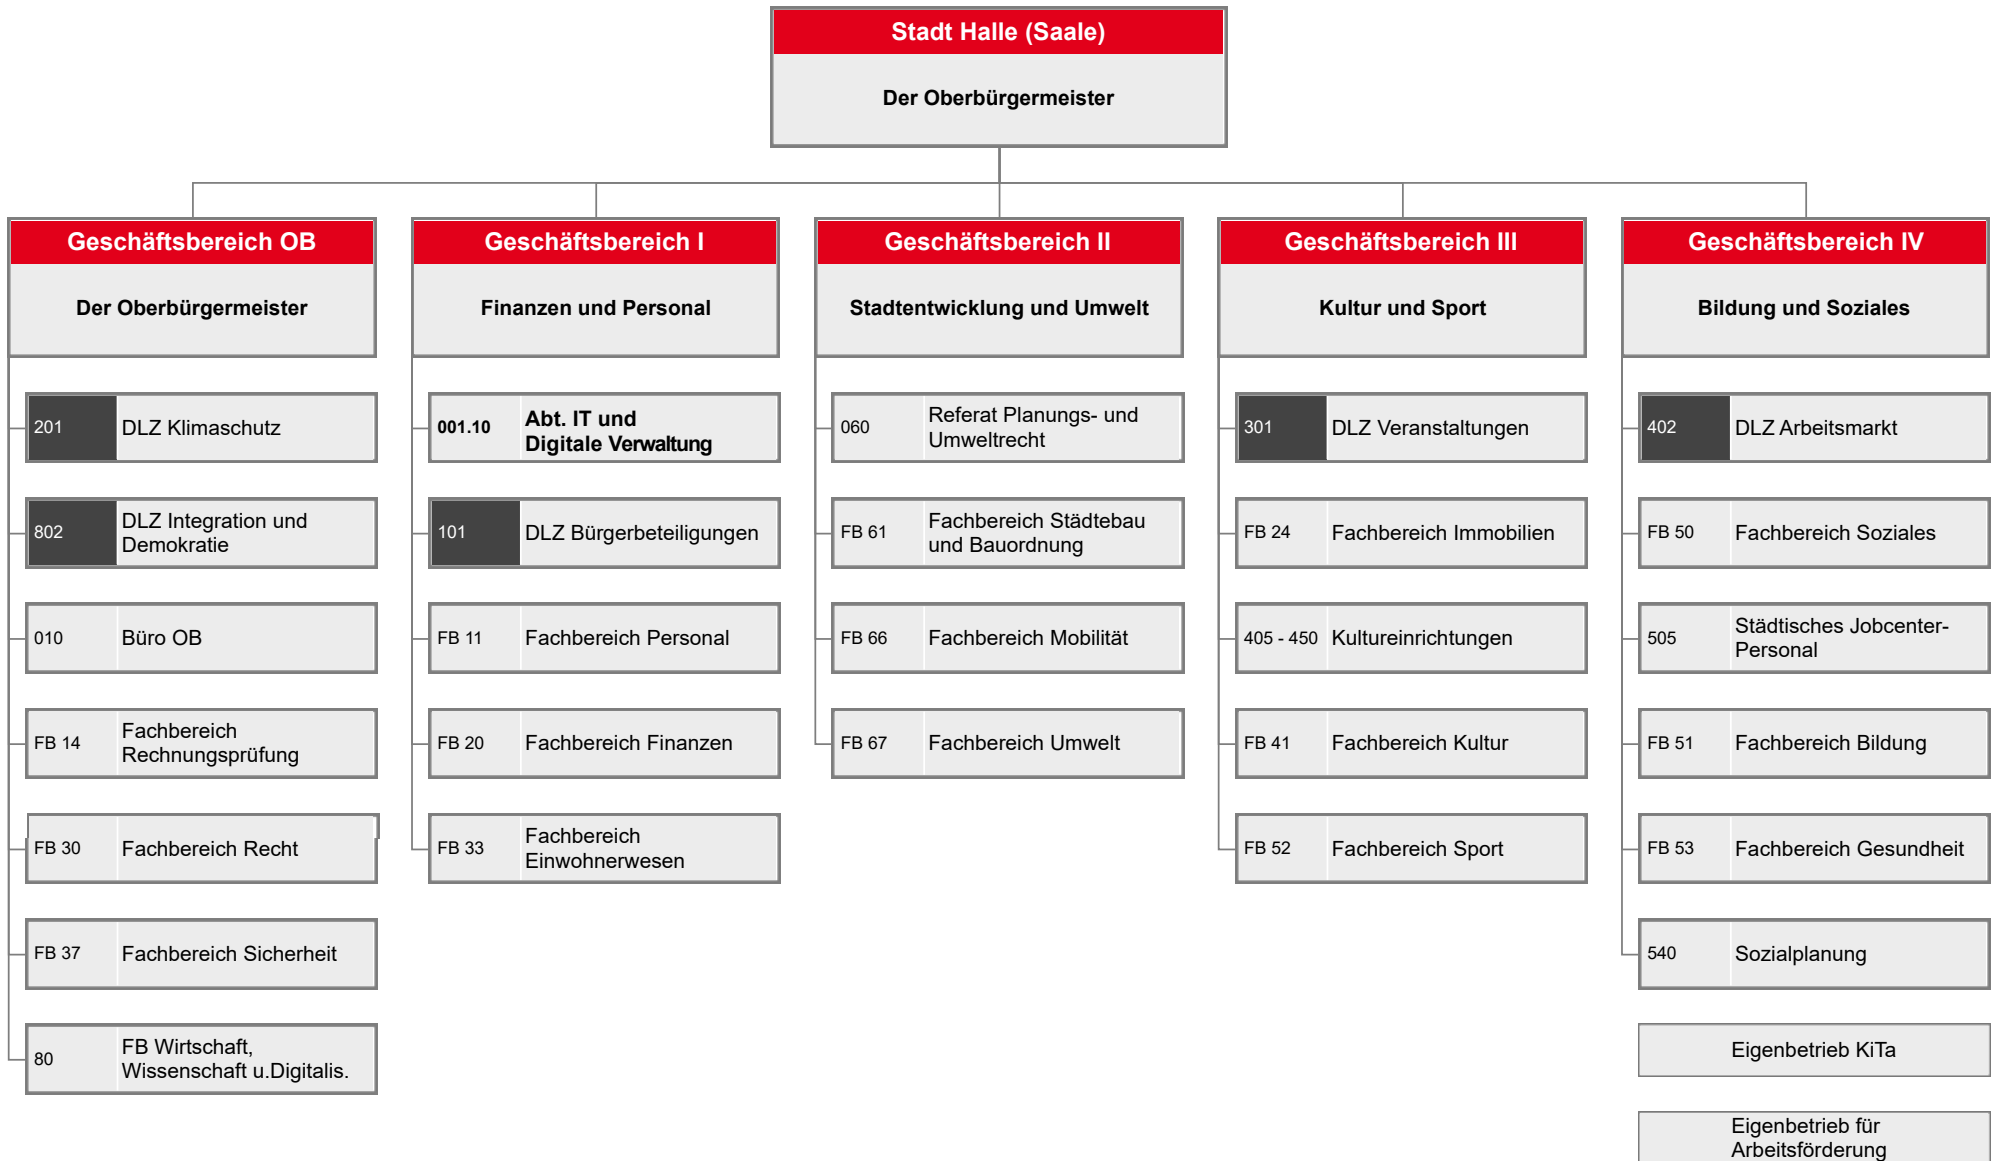 Stadt Halle (Saale)
Der Oberbürgermeister
Geschäftsbereich OB
Der Oberbürgermeister
201
DLZ Klimaschutz
802
DLZ Integration und
Demokratie
010
Büro OB
FB 14
Fachbereich
Rechnungsprüfung
FB 30
Fachbereich Recht
FB 37
Fachbereich Sicherheit
80
FB Wirtschaft,
Wissenschaft u.Digitalis.
Geschäftsbereich I
Finanzen und Personal
001.10
Abt. IT und
Digitale Verwaltung
101
DLZ Bürgerbeteiligungen
FB 11
Fachbereich Personal
FB 20
Fachbereich Finanzen
FB 33
Fachbereich
Einwohnerwesen
Geschäftsbereich II
Stadtentwicklung und Umwelt
060
Referat Planungs- und
Umweltrecht
FB 61
Fachbereich Städtebau
und Bauordnung
FB 66
Fachbereich Mobilität
FB 67
Fachbereich Umwelt
Geschäftsbereich III
Kultur und Sport
301
DLZ Veranstaltungen
FB 24
Fachbereich Immobilien
405 - 450
Kultureinrichtungen
FB 41
Fachbereich Kultur
FB 52
Fachbereich Sport
Geschäftsbereich IV
Bildung und Soziales
402
DLZ Arbeitsmarkt
FB 50
Fachbereich Soziales
505
Städtisches Jobcenter-
Personal
FB 51
Fachbereich Bildung
FB 53
Fachbereich Gesundheit
540
Sozialplanung
Eigenbetrieb KiTa
Eigenbetrieb für
Arbeitsförderung